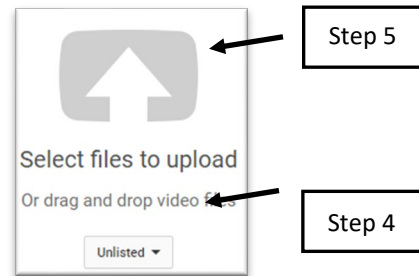 Step 5
Select files to upload
Or drag and drop video files
Step 4
Unlisted